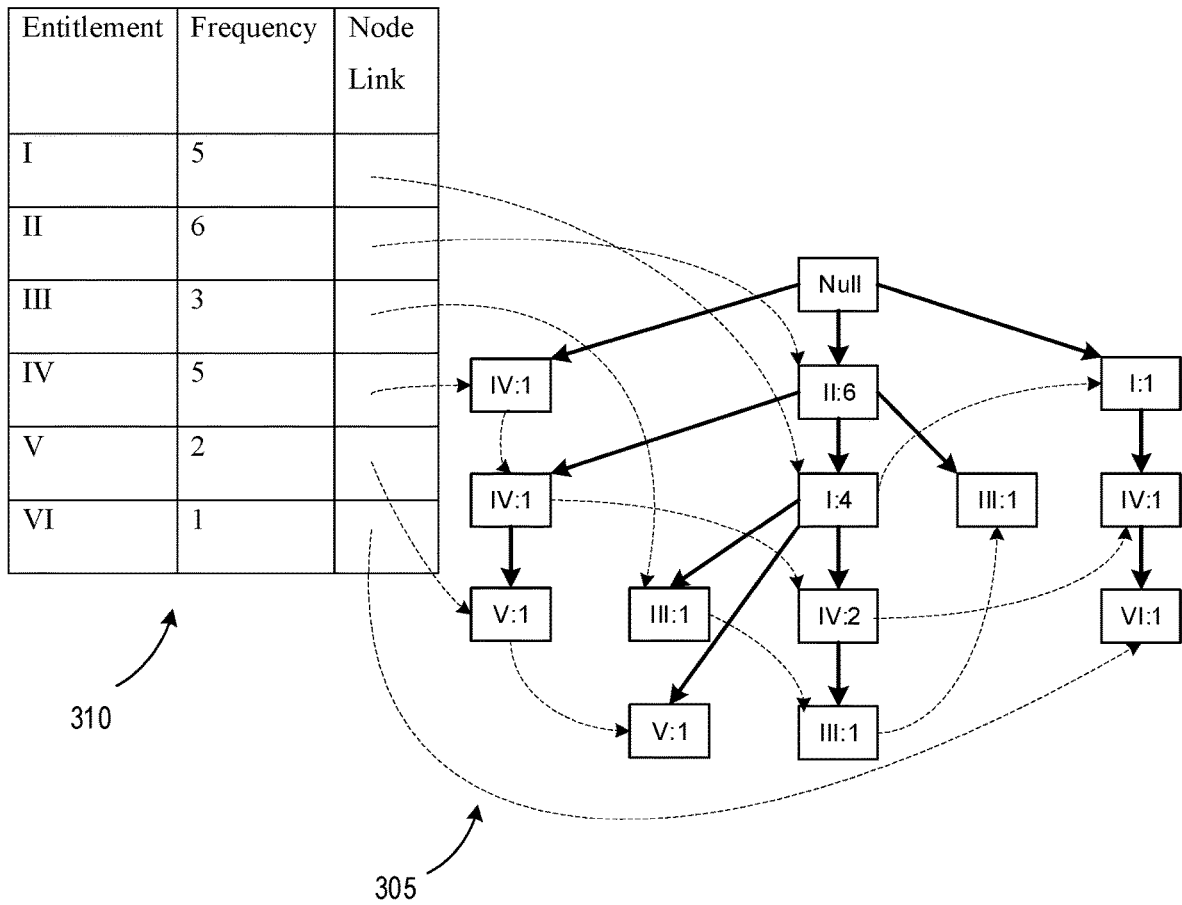 Entitlement Frequency Node
Link
I 5
II 6
III 3
IV 5
V 2
VI 1
Null
IV:1 II:6 I:1
IV:1 I:4 III:1 IV:1
V:1 III:1 IV:2 VI:1
V:1 III:1
310
305